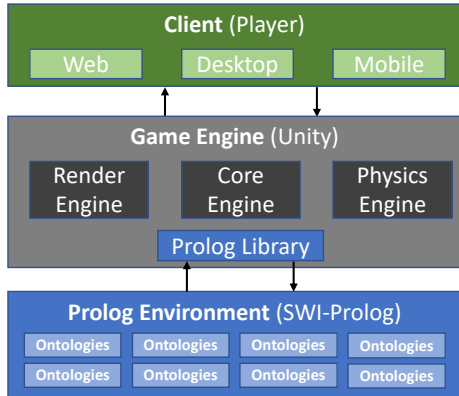 Client (Player)
Web Desktop Mobile
Game Engine (Unity)
Render Engine
Core Engine
Physics Engine
Prolog Library
Prolog Environment (SWI-Prolog)
Ontologies Ontologies Ontologies Ontologies
Ontologies Ontologies Ontologies Ontologies